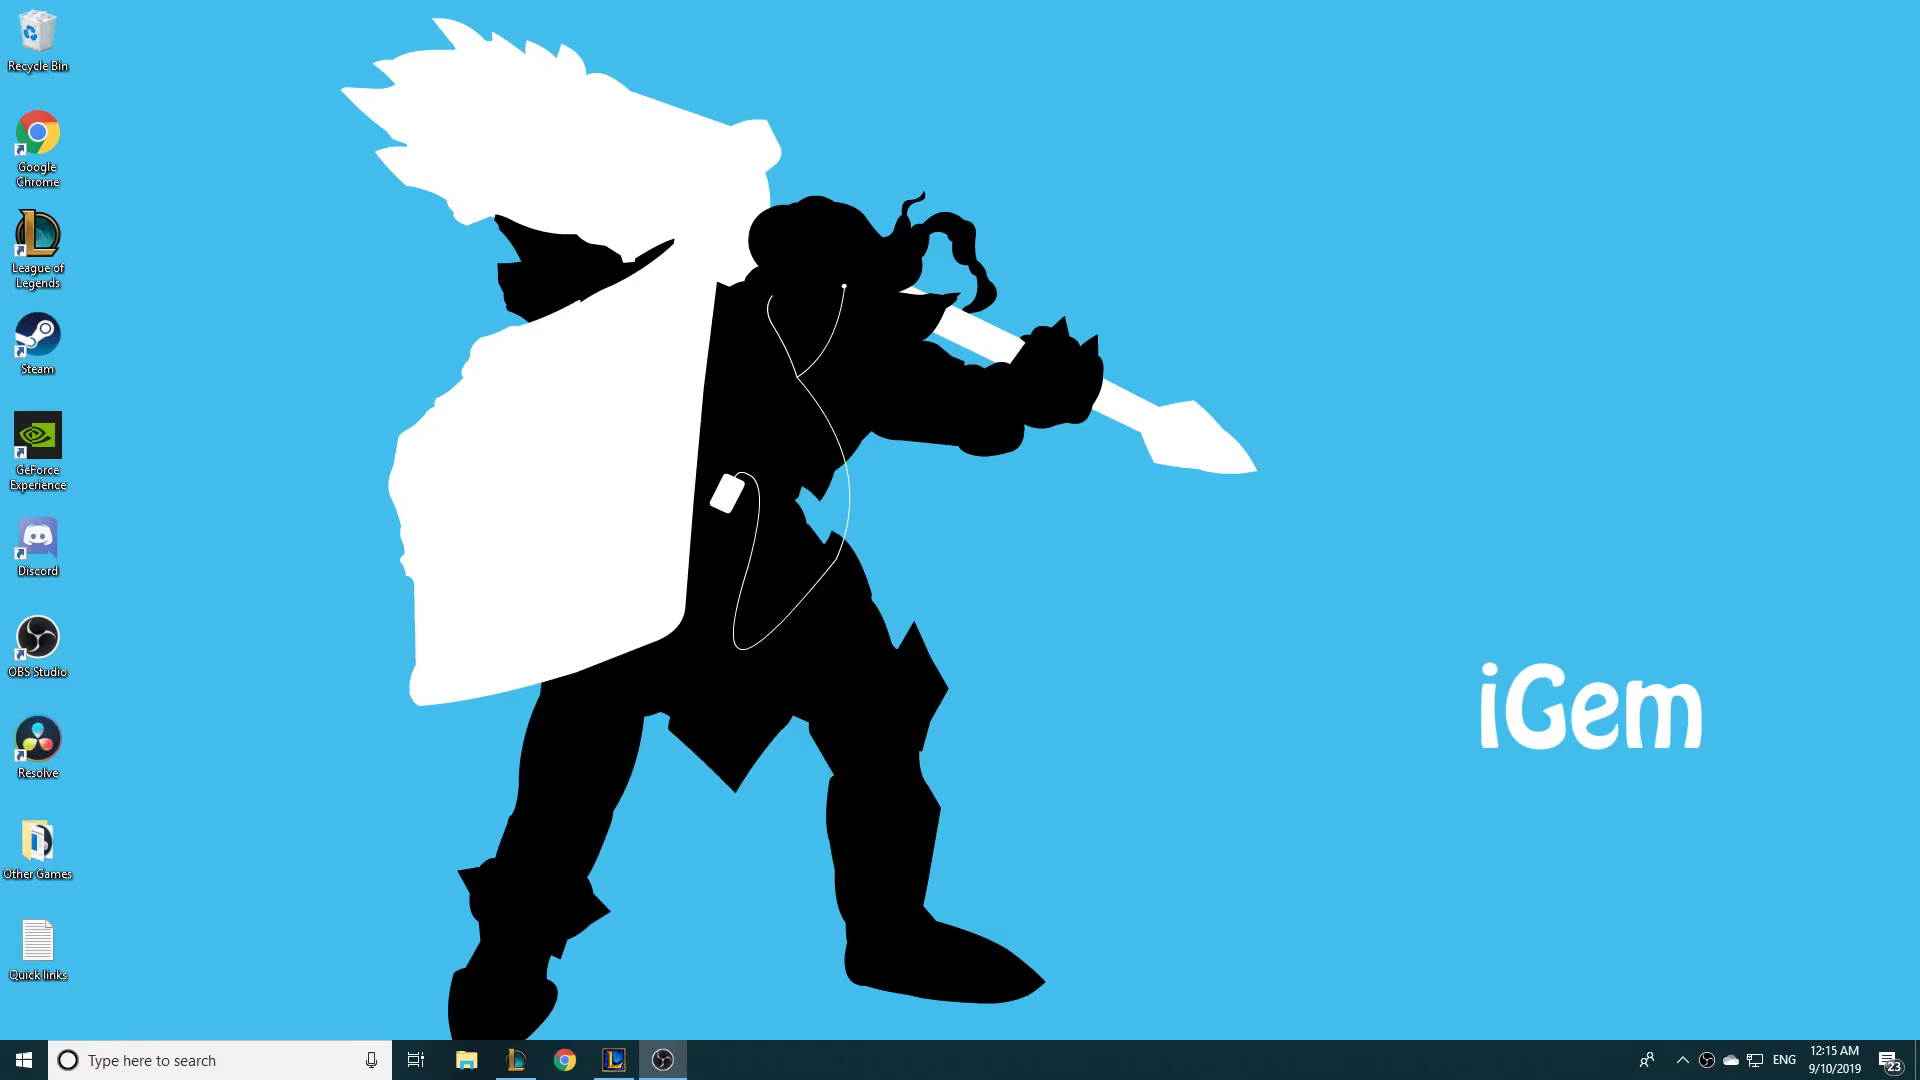 Recycle Bin
Google
Chrome
League of
Legends
Steam
GeForce
Experience
Discord
OBS Studio
Resolve
Other Games
Quick links
iGem
Type here to search
ENG
12:15 AM
9/10/2019
23